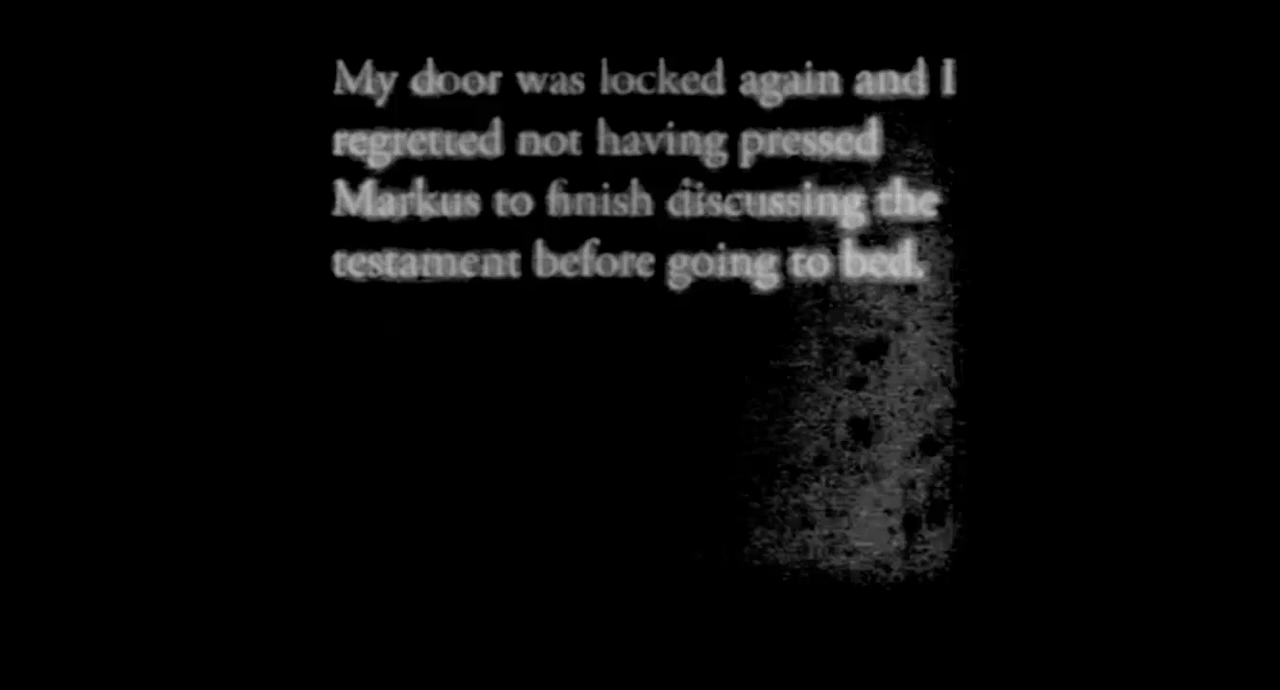 My door was locked again and I
regretted not having pressed
Markus to finish discussing the
testament before going to bed.